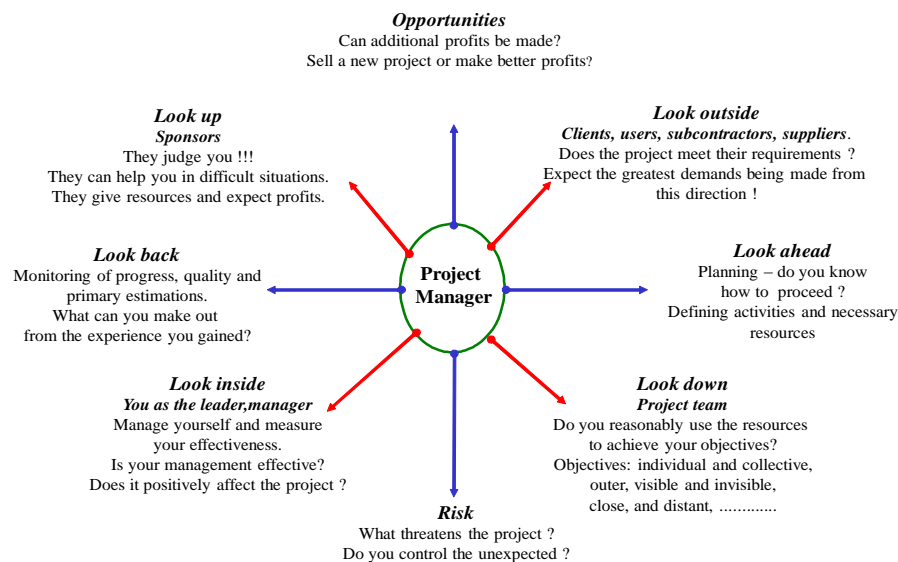 Opportunities
Can additional profits be made?
Sell a new project or make better profits?
Look up
Sponsors
They judge you !!!
They can help you in difficult situations.
They give resources and expect profits.
Look outside
Clients, users, subcontractors, suppliers.
Does the project meet their requirements ?
Expect the greatest demands being made from
this direction !
Look back
Monitoring of progress, quality and
primary estimations.
What can you make out
from the experience you gained?
Project
Manager
Look ahead
Planning – do you know
how to proceed ?
Defining activities and necessary
resources
Look inside
You as the leader,manager
Manage yourself and measure
your effectiveness.
Is your management effective?
Does it positively affect the project ?
Look down
Project team
Do you reasonably use the resources
to achieve your objectives?
Objectives: individual and collective,
outer, visible and invisible,
close, and distant, .............
Risk
What threatens the project ?
Do you control the unexpected ?